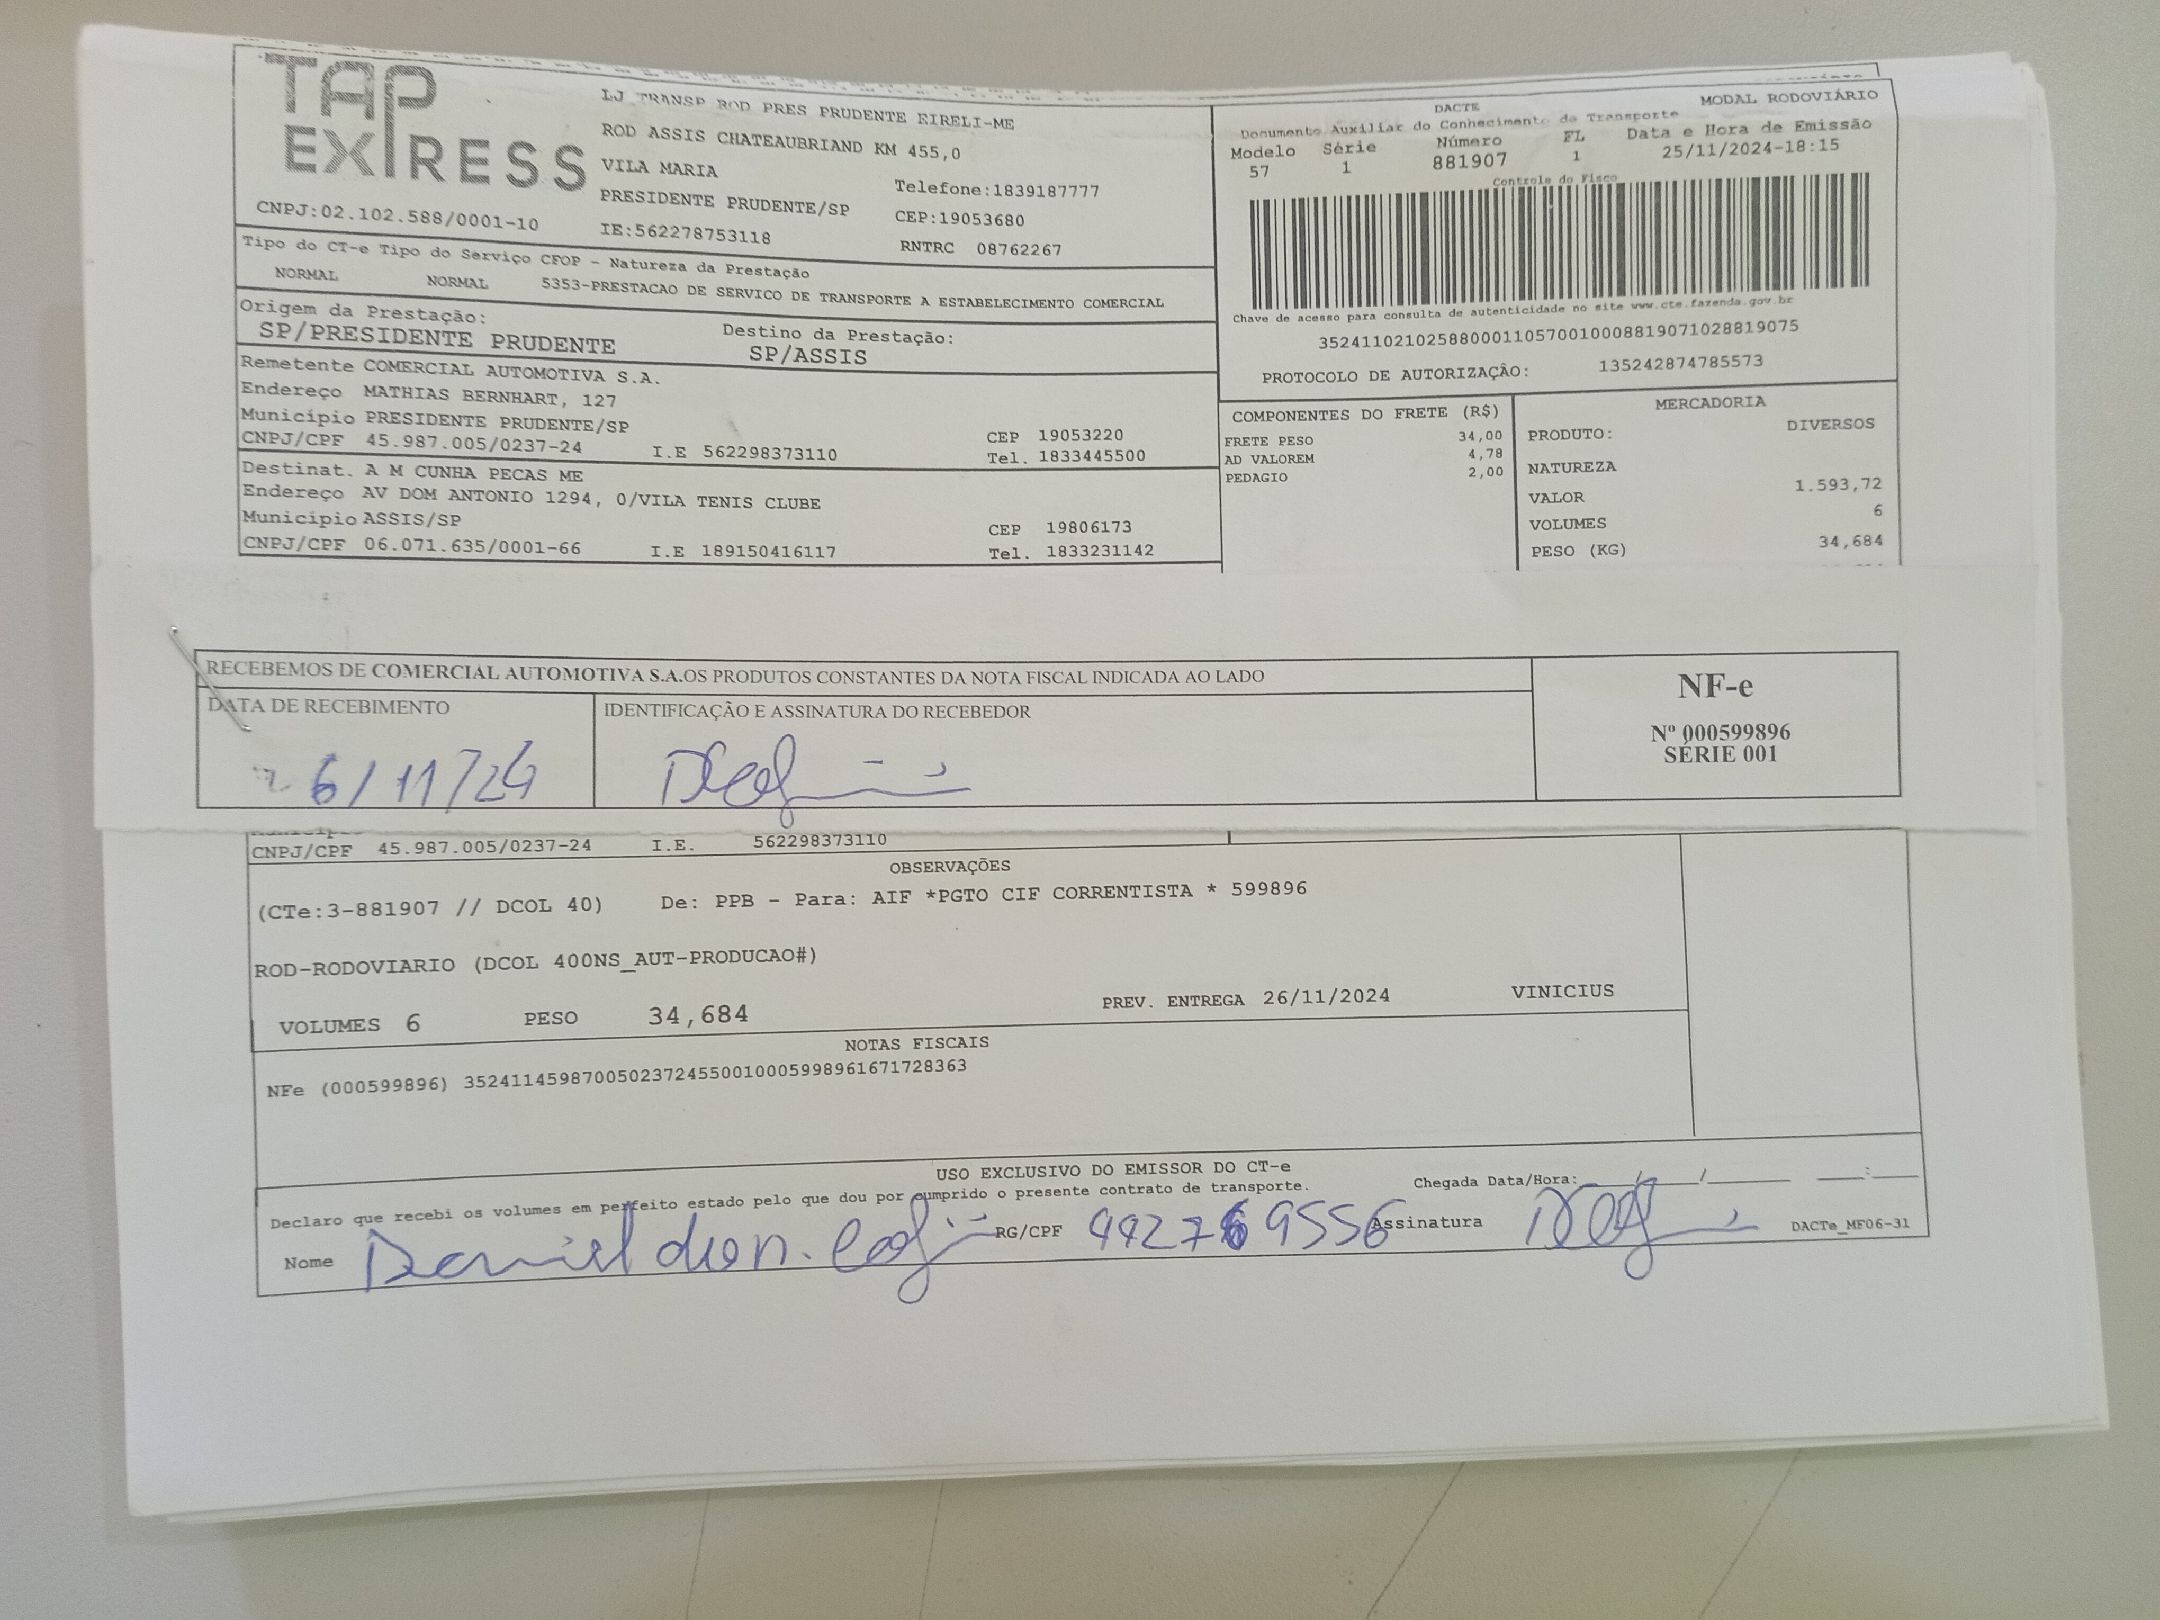 TAP EXPRESS
CNPJ:02.102.588/0001-10
LJ TRANSP ROD PRES PRUDENTE EIRELI-ME
ROD ASSIS CHATEAUBRIAND KM 455,0
VILA MARIA
Telefone:1839187777
PRESIDENTE PRUDENTE/SP
CEP:19053680
IE:562278753118
RNTRC 08762267
MODAL RODOVIÁRIO
DACTE
Documento Auxiliar do Conhecimento de Transporte
Modelo Série Número FL Data e Hora de Emissão
57 1 881907 1 25/11/2024-18:15
Controle do Fisco
Chave de acesso para consulta de autenticidade no site www.cte.fazenda.gov.br
35241102102588000110570010008819071028819075
PROTOCOLO DE AUTORIZAÇÃO: 135242874785573
Tipo do CT-e Tipo do Serviço CFOP - Natureza da Prestação
NORMAL NORMAL 5353-PRESTACAO DE SERVICO DE TRANSPORTE A ESTABELECIMENTO COMERCIAL
Origem da Prestação: Destino da Prestação:
SP/PRESIDENTE PRUDENTE SP/ASSIS
Remetente COMERCIAL AUTOMOTIVA S.A.
Endereço MATHIAS BERNHART, 127
Município PRESIDENTE PRUDENTE/SP CEP 19053220
CNPJ/CPF 45.987.005/0237-24 I.E 562298373110 Tel. 1833445500
Destinat. A M CUNHA PECAS ME
Endereço AV DOM ANTONIO 1294, 0/VILA TENIS CLUBE
Município ASSIS/SP CEP 19806173
CNPJ/CPF 06.071.635/0001-66 I.E 189150416117 Tel. 1833231142
COMPONENTES DO FRETE (R$)
FRETE PESO 34,00
AD VALOREM 4,78
PEDAGIO 2,00
MERCADORIA
PRODUTO: DIVERSOS
NATUREZA
VALOR 1.593,72
VOLUMES 6
PESO (KG) 34,684
RECEBEMOS DE COMERCIAL AUTOMOTIVA S.A.OS PRODUTOS CONSTANTES DA NOTA FISCAL INDICADA AO LADO
DATA DE RECEBIMENTO IDENTIFICAÇÃO E ASSINATURA DO RECEBEDOR
26/11/24
NF-e
Nº 000599896
SÉRIE 001
CNPJ/CPF 45.987.005/0237-24 I.E. 562298373110
OBSERVAÇÕES
(CTe:3-881907 // DCOL 40) De: PPB - Para: AIF *PGTO CIF CORRENTISTA * 599896
ROD-RODOVIARIO (DCOL 400NS_AUT-PRODUCAO#)
VOLUMES 6 PESO 34,684 PREV. ENTREGA 26/11/2024 VINICIUS
NOTAS FISCAIS
NFe (000599896) 35241145987005023724550010005998961671728363
USO EXCLUSIVO DO EMISSOR DO CT-e
Declaro que recebi os volumes em perfeito estado pelo que dou por cumprido o presente contrato de transporte. Chegada Data/Hora: / / :
Nome Daniel RG/CPF Assinatura DACTe_MF06-31